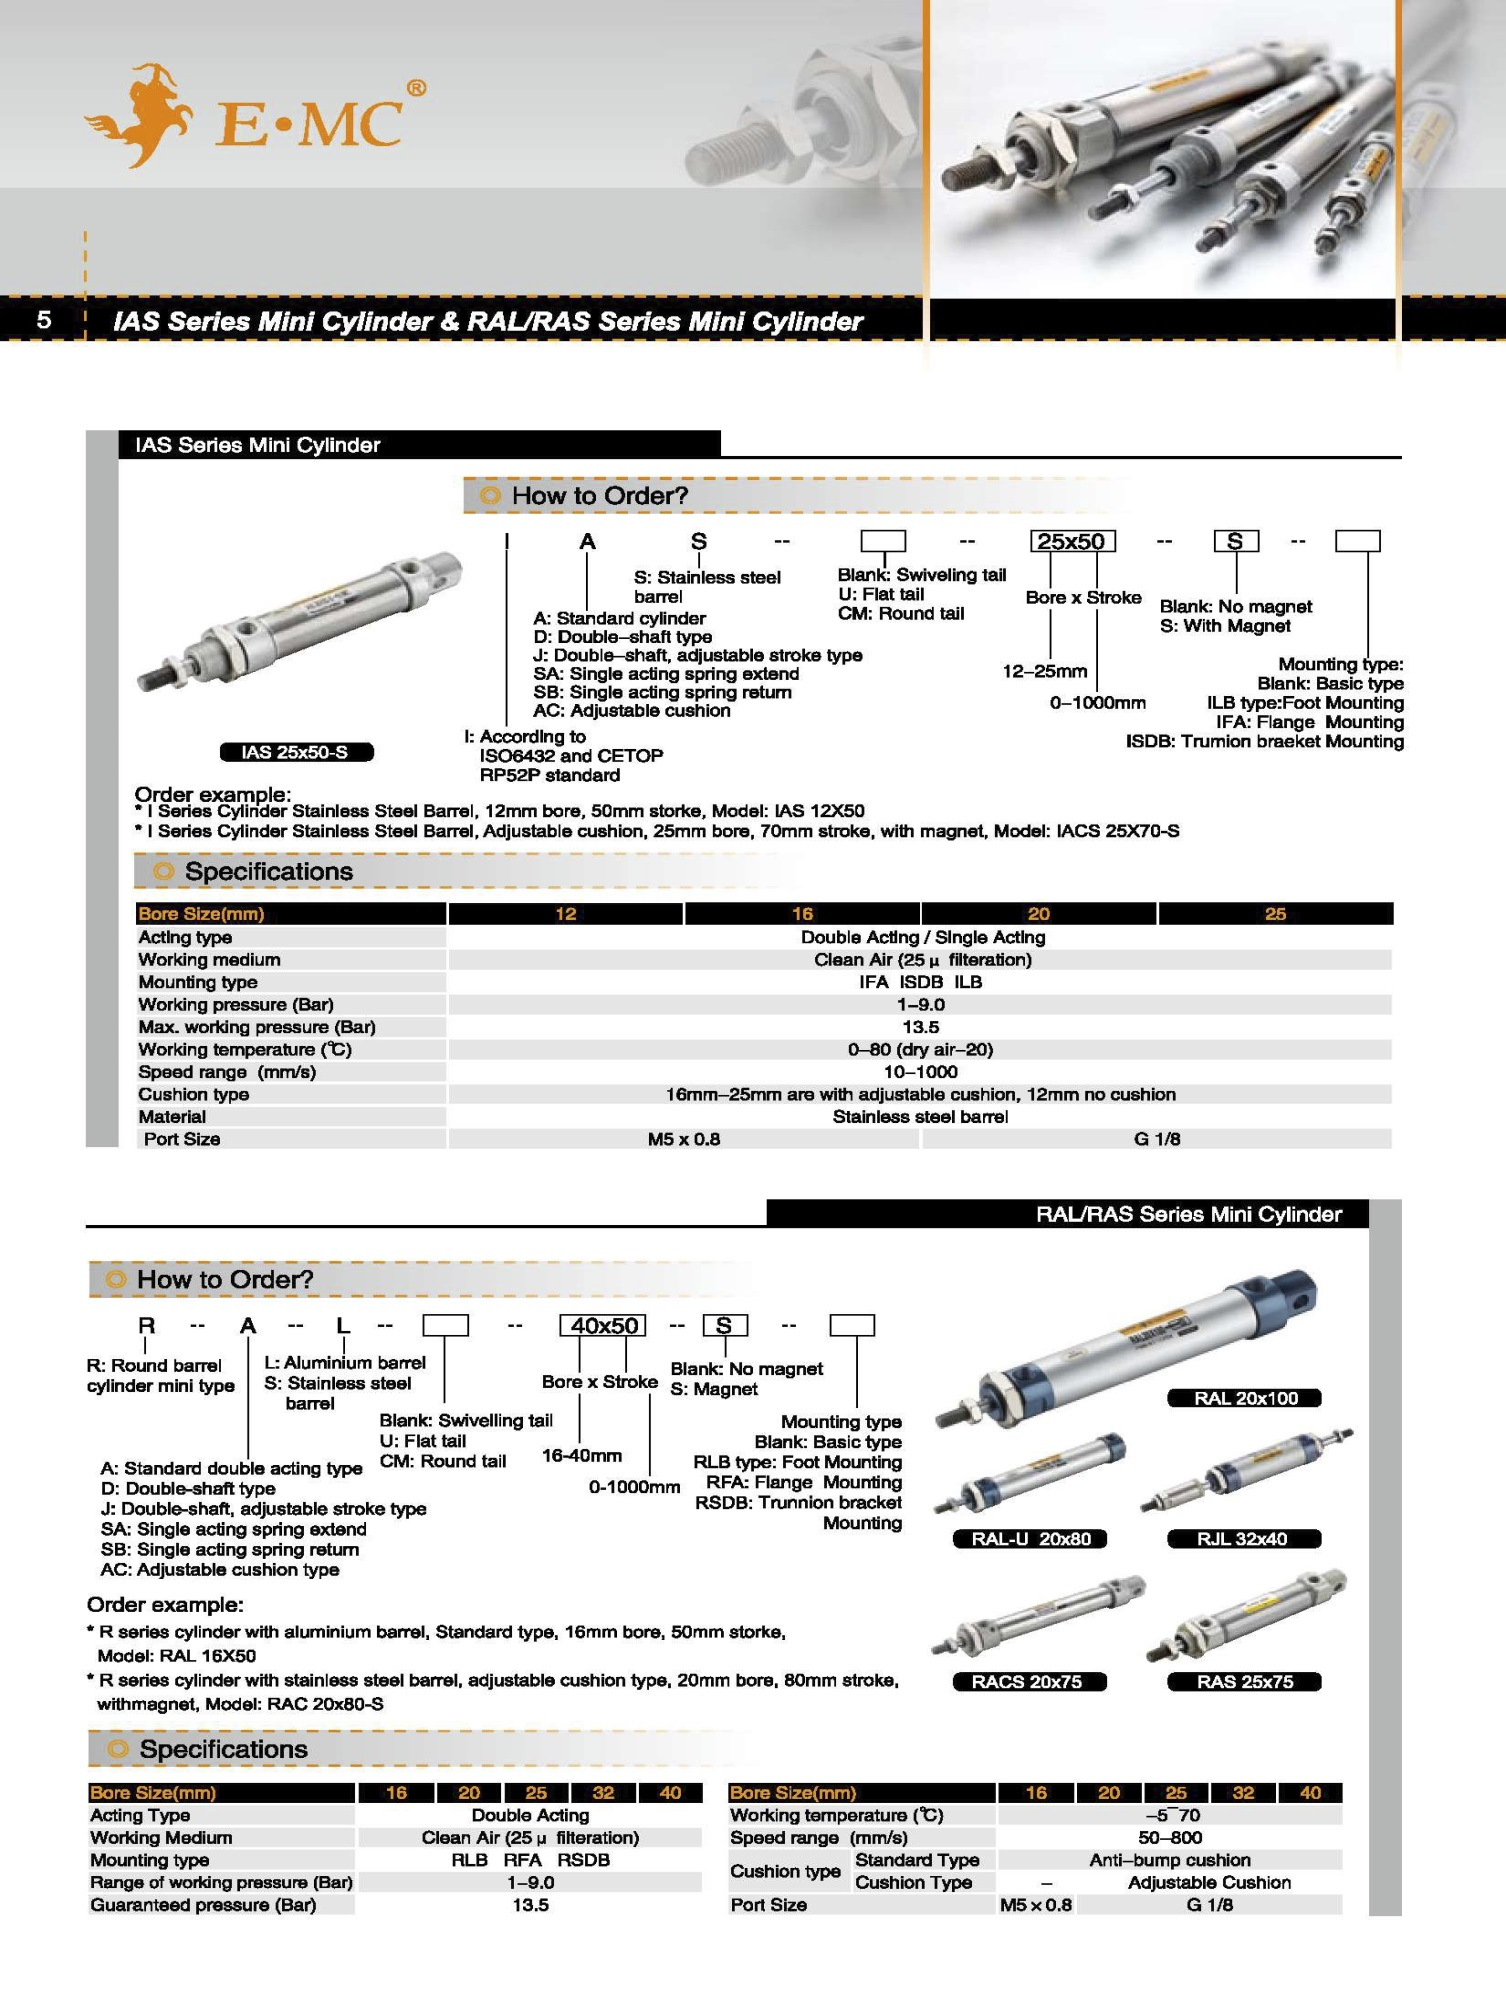 E•MC®
5 IAS Series Mini Cylinder & RAL/RAS Series Mini Cylinder
IAS Series Mini Cylinder
How to Order?
I A S -- -- 25x50 -- S --
S: Stainless steel
barrel
A: Standard cylinder
D: Double–shaft type
J: Double–shaft, adjustable stroke type
SA: Single acting spring extend
SB: Single acting spring return
AC: Adjustable cushion
I: According to
ISO6432 and CETOP
RP52P standard
Blank: Swiveling tail
U: Flat tail
CM: Round tail
Bore x Stroke
12–25mm
0–1000mm
Blank: No magnet
S: With Magnet
Mounting type:
Blank: Basic type
ILB type:Foot Mounting
IFA: Flange Mounting
ISDB: Trumion braeket Mounting
IAS 25x50-S
Order example:
* I Series Cylinder Stainless Steel Barrel, 12mm bore, 50mm storke, Model: IAS 12X50
* I Series Cylinder Stainless Steel Barrel, Adjustable cushion, 25mm bore, 70mm stroke, with magnet, Model: IACS 25X70-S
Specifications
Bore Size(mm) 12 16 20 25
Acting type Double Acting / Single Acting
Working medium Clean Air (25 μ filteration)
Mounting type IFA ISDB ILB
Working pressure (Bar) 1–9.0
Max. working pressure (Bar) 13.5
Working temperature (℃) 0–80 (dry air–20)
Speed range (mm/s) 10–1000
Cushion type 16mm–25mm are with adjustable cushion, 12mm no cushion
Material Stainless steel barrel
Port Size M5 x 0.8 G 1/8
RAL/RAS Series Mini Cylinder
How to Order?
R -- A -- L -- -- 40x50 -- S --
R: Round barrel
cylinder mini type
L: Aluminium barrel
S: Stainless steel
barrel
A: Standard double acting type
D: Double-shaft type
J: Double-shaft, adjustable stroke type
SA: Single acting spring extend
SB: Single acting spring return
AC: Adjustable cushion type
Blank: Swivelling tail
U: Flat tail
CM: Round tail
Bore x Stroke
16-40mm
0-1000mm
Blank: No magnet
S: Magnet
Mounting type
Blank: Basic type
RLB type: Foot Mounting
RFA: Flange Mounting
RSDB: Trunnion bracket
Mounting
RAL 20x100
RAL-U 20x80
RJL 32x40
RACS 20x75
RAS 25x75
Order example:
* R series cylinder with aluminium barrel, Standard type, 16mm bore, 50mm storke,
Model: RAL 16X50
* R series cylinder with stainless steel barrel, adjustable cushion type, 20mm bore, 80mm stroke,
withmagnet, Model: RAC 20x80-S
Specifications
Bore Size(mm) 16 20 25 32 40
Acting Type Double Acting
Working Medium Clean Air (25 μ filteration)
Mounting type RLB RFA RSDB
Range of working pressure (Bar) 1–9.0
Guaranteed pressure (Bar) 13.5
Bore Size(mm) 16 20 25 32 40
Working temperature (℃) –5‾70
Speed range (mm/s) 50–800
Cushion type
Standard Type Anti–bump cushion
Cushion Type – Adjustable Cushion
Port Size M5 × 0.8 G 1/8